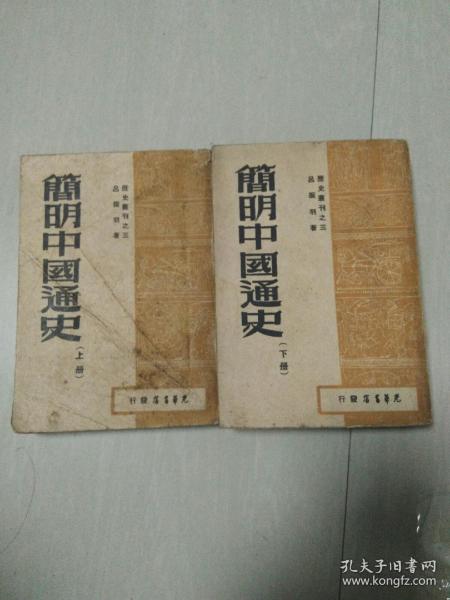 簡明中國通史
(上册)
歷史叢刊之三
呂振羽著
光華書店發行
簡明中國通史
(下册)
歷史叢刊之三
呂振羽著
光華書店發行
孔夫子旧书网
www.kongfz.com